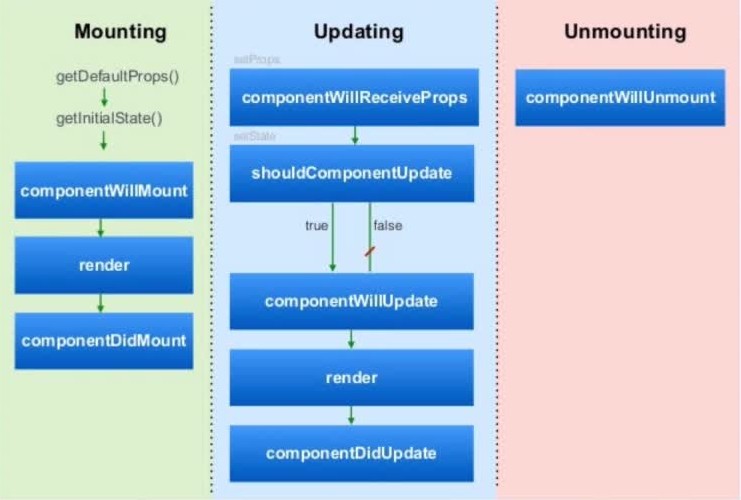 Mounting
getDefaultProps()
getInitialState()
componentWillMount
render
componentDidMount
Updating
setProps
componentWillReceiveProps
setState
shouldComponentUpdate
true
false
componentWillUpdate
render
componentDidUpdate
Unmounting
componentWillUnmount